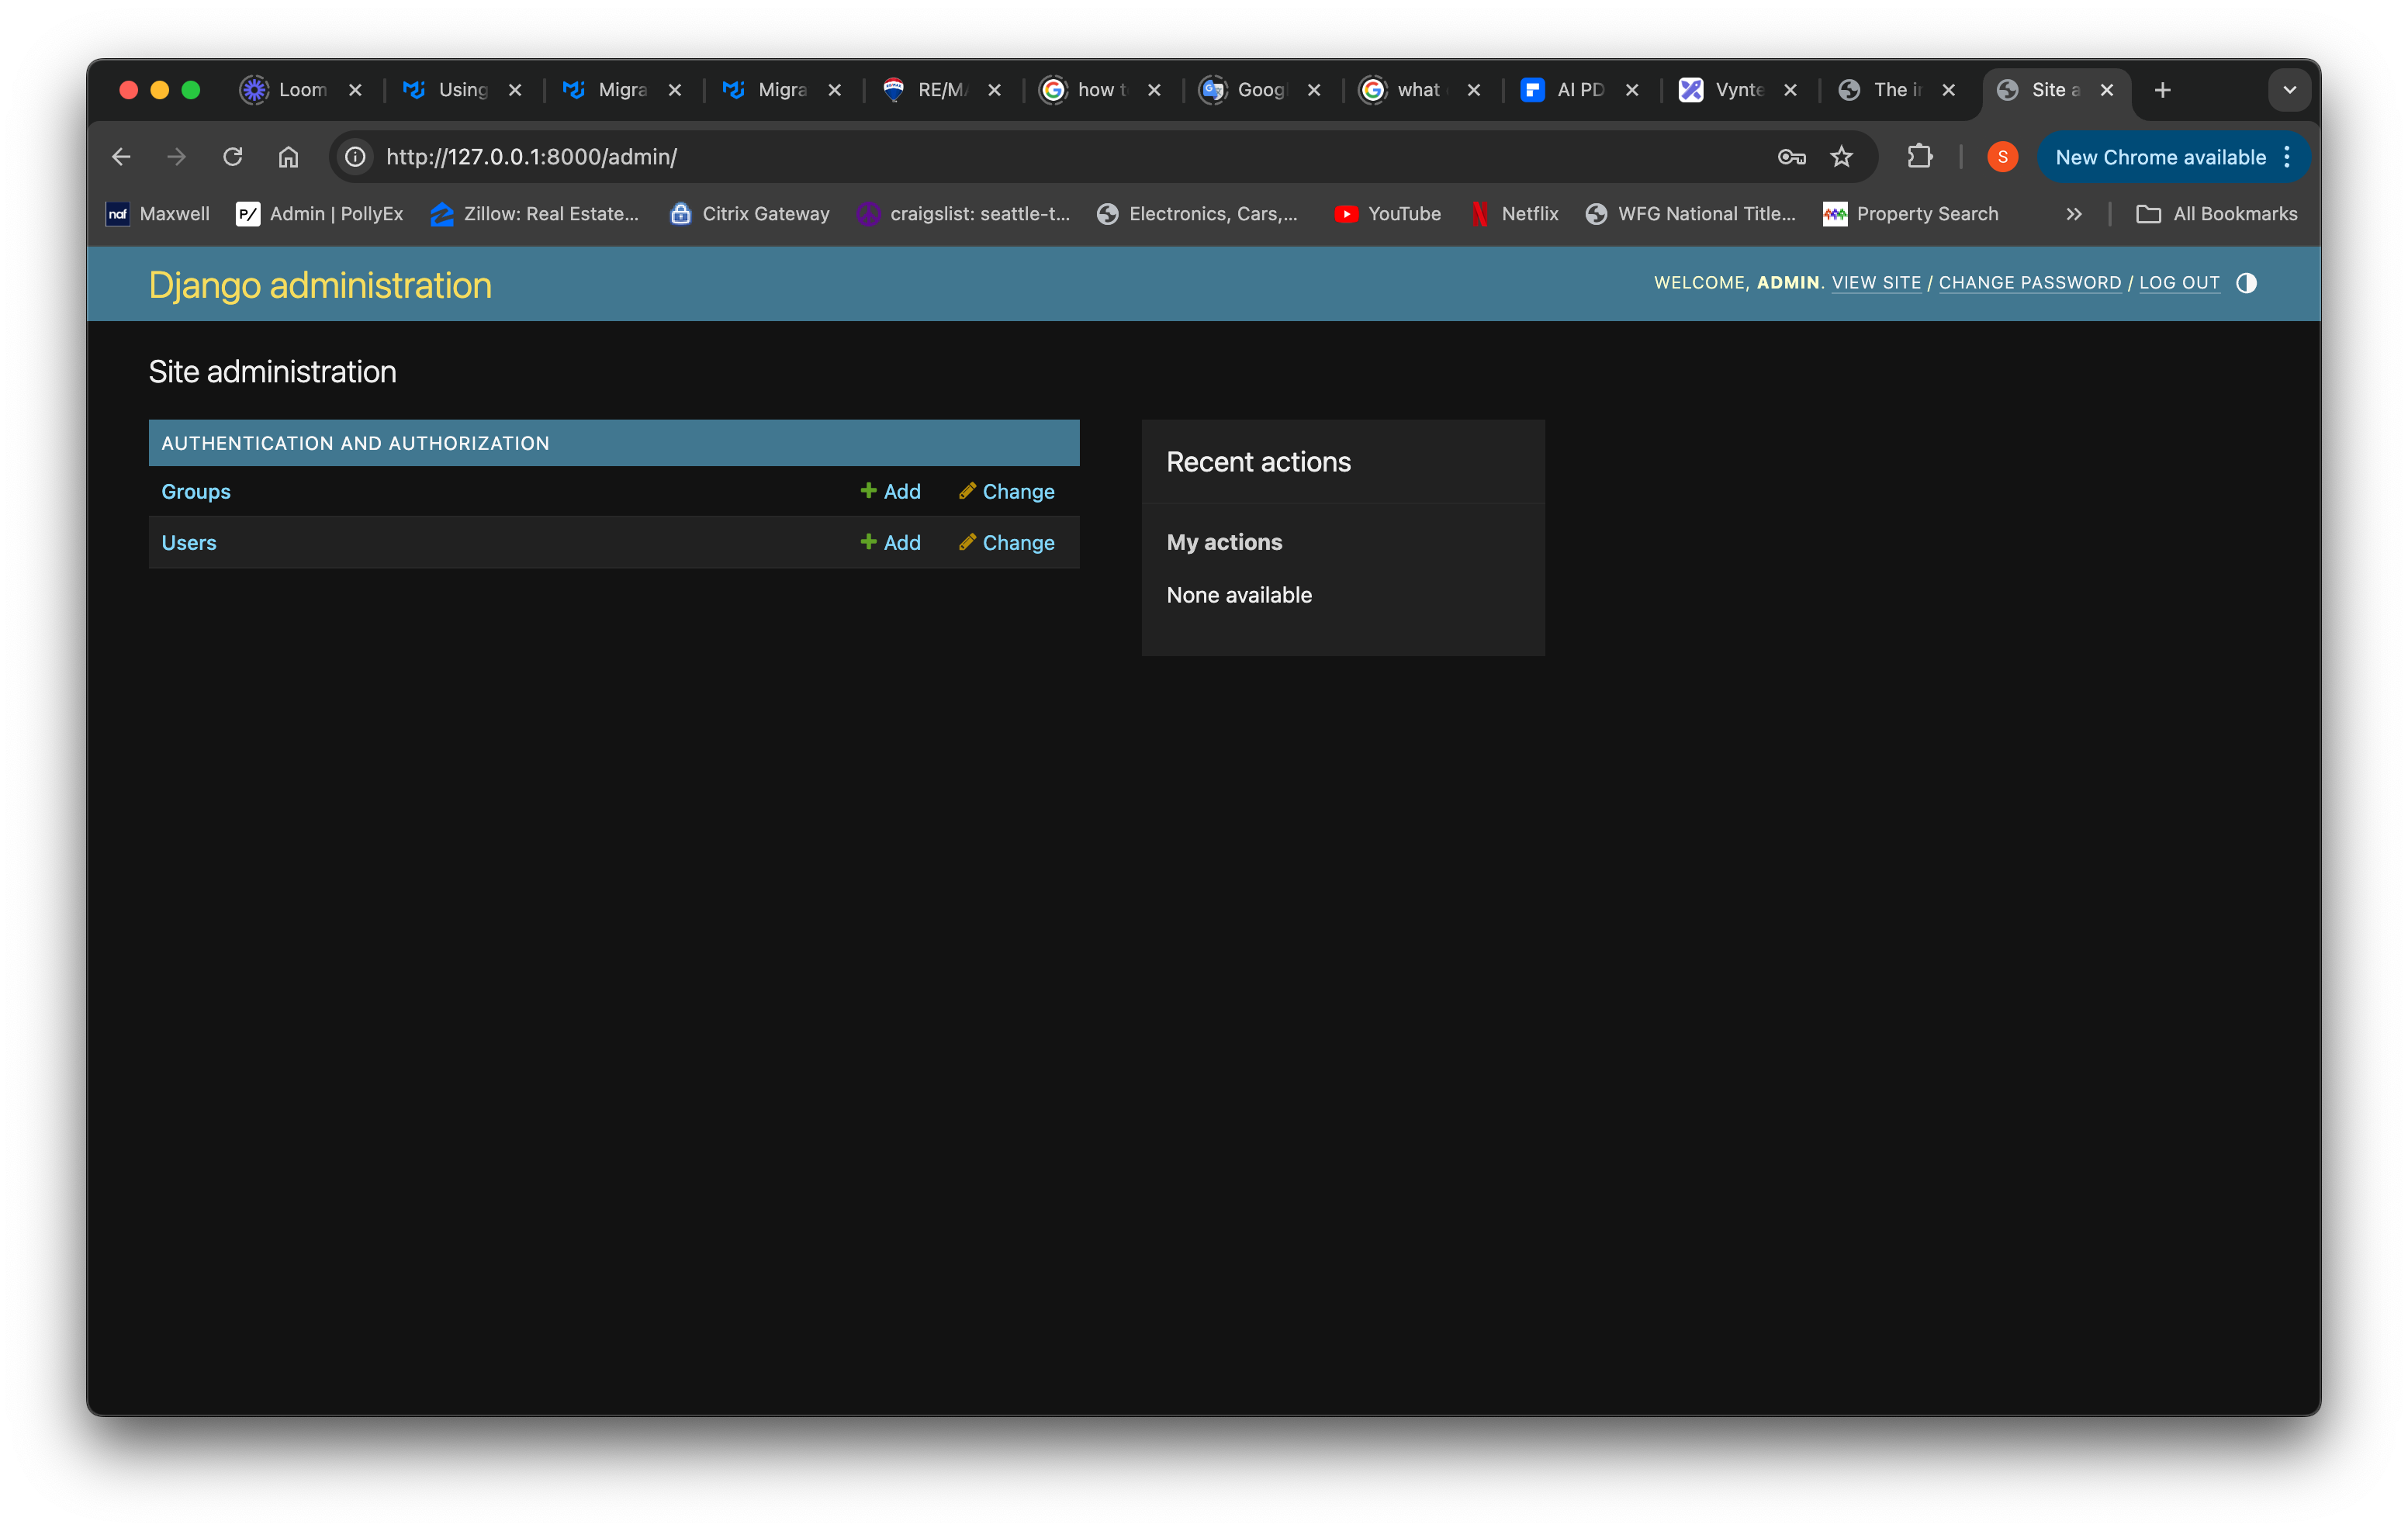 Loom
Using
Migra
Migra
RE/M
how t
Goog
what
AI PD
Vynte
The i
Site a
http://127.0.0.1:8000/admin/
S
New Chrome available
naf Maxwell
P/ Admin | PollyEx
Zillow: Real Estate...
Citrix Gateway
craigslist: seattle-t...
Electronics, Cars,...
YouTube
Netflix
WFG National Title...
Property Search
All Bookmarks
Django administration
WELCOME, ADMIN. VIEW SITE / CHANGE PASSWORD / LOG OUT
Site administration
AUTHENTICATION AND AUTHORIZATION
Groups Add Change
Users Add Change
Recent actions
My actions
None available